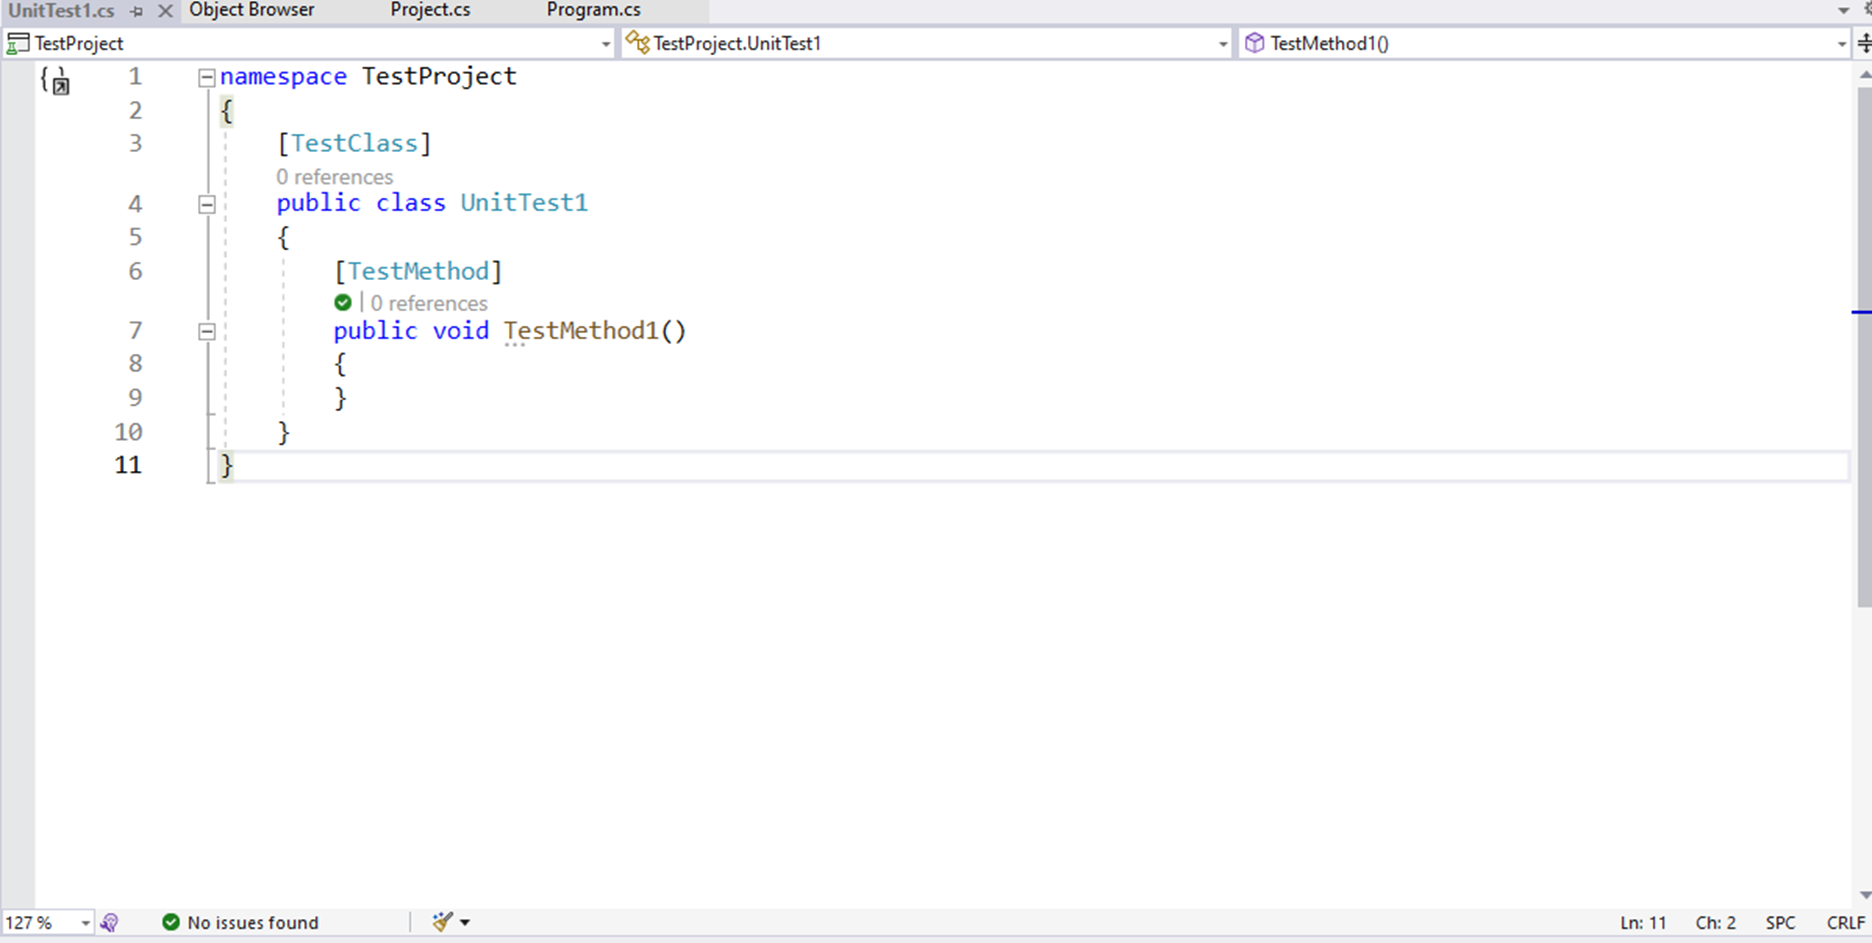 UnitTest1.cs Object Browser Project.cs Program.cs
TestProject TestProject.UnitTest1 TestMethod1()
1 namespace TestProject
2 {
3 [TestClass]
0 references
4 public class UnitTest1
5 {
6 [TestMethod]
| 0 references
7 public void TestMethod1()
8 {
9 }
10 }
11 }
127 % No issues found Ln: 11 Ch: 2 SPC CRLF